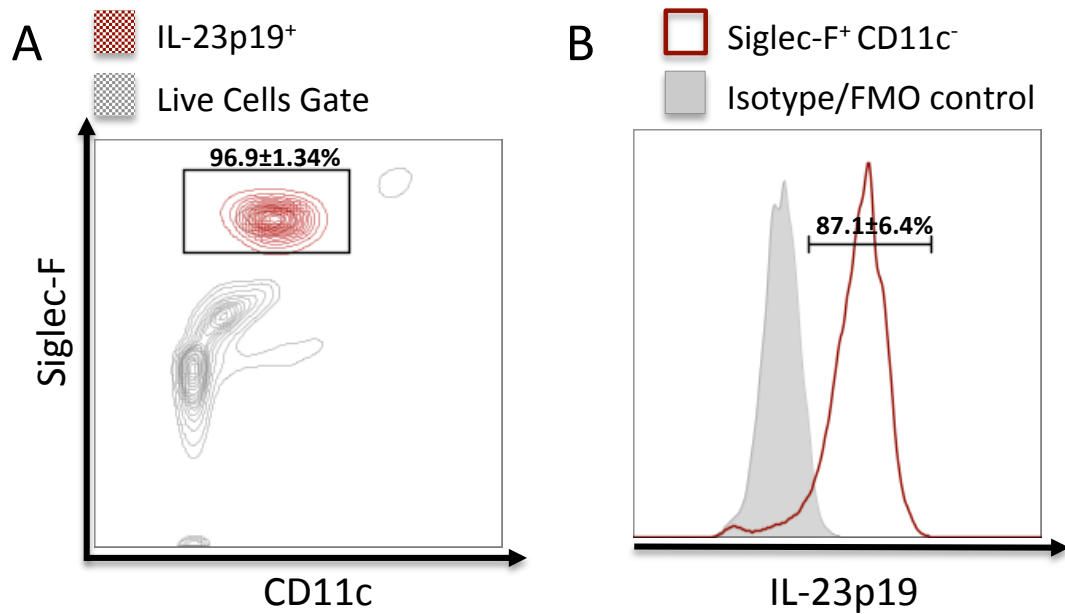 A
IL-23p19⁺
Live Cells Gate
96.9±1.34%
Siglec-F
CD11c
B
Siglec-F⁺ CD11c⁻
Isotype/FMO control
87.1±6.4%
IL-23p19